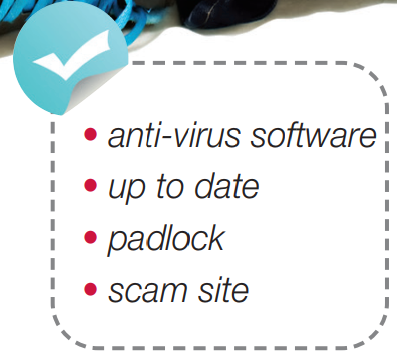 • anti-virus software
• up to date
• padlock
• scam site